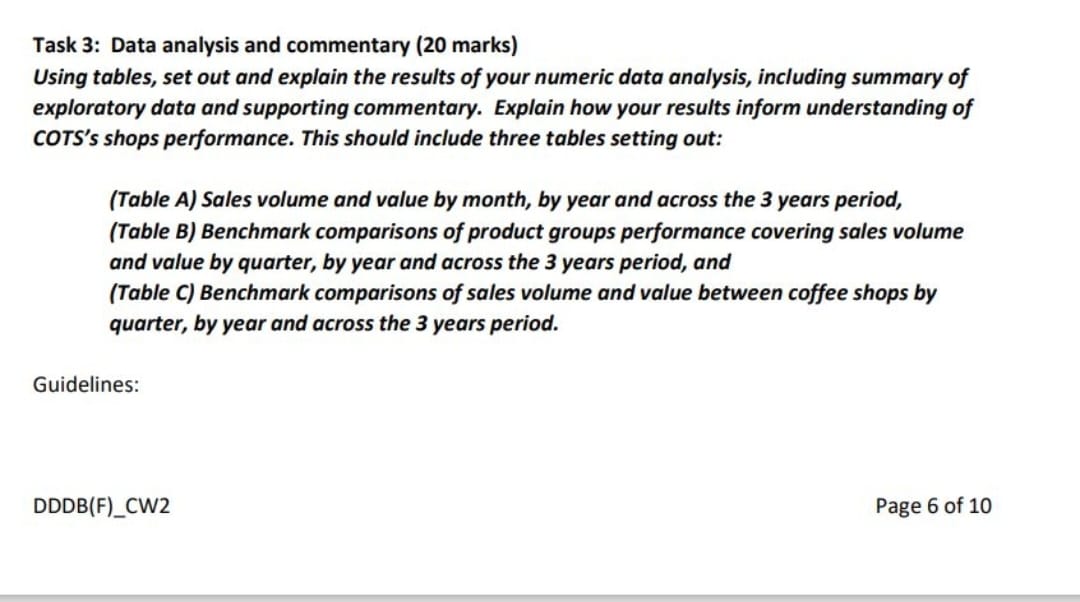 Task 3: Data analysis and commentary (20 marks)
Using tables, set out and explain the results of your numeric data analysis, including summary of
exploratory data and supporting commentary. Explain how your results inform understanding of
COTS’s shops performance. This should include three tables setting out:
(Table A) Sales volume and value by month, by year and across the 3 years period,
(Table B) Benchmark comparisons of product groups performance covering sales volume
and value by quarter, by year and across the 3 years period, and
(Table C) Benchmark comparisons of sales volume and value between coffee shops by
quarter, by year and across the 3 years period.
Guidelines:
DDDB(F)_CW2
Page 6 of 10